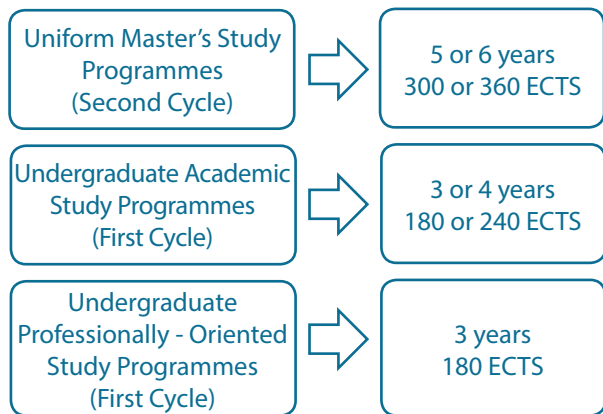 Uniform Master's Study
Programmes
(Second Cycle)
5 or 6 years
300 or 360 ECTS
Undergraduate Academic
Study Programmes
(First Cycle)
3 or 4 years
180 or 240 ECTS
Undergraduate
Professionally - Oriented
Study Programmes
(First Cycle)
3 years
180 ECTS